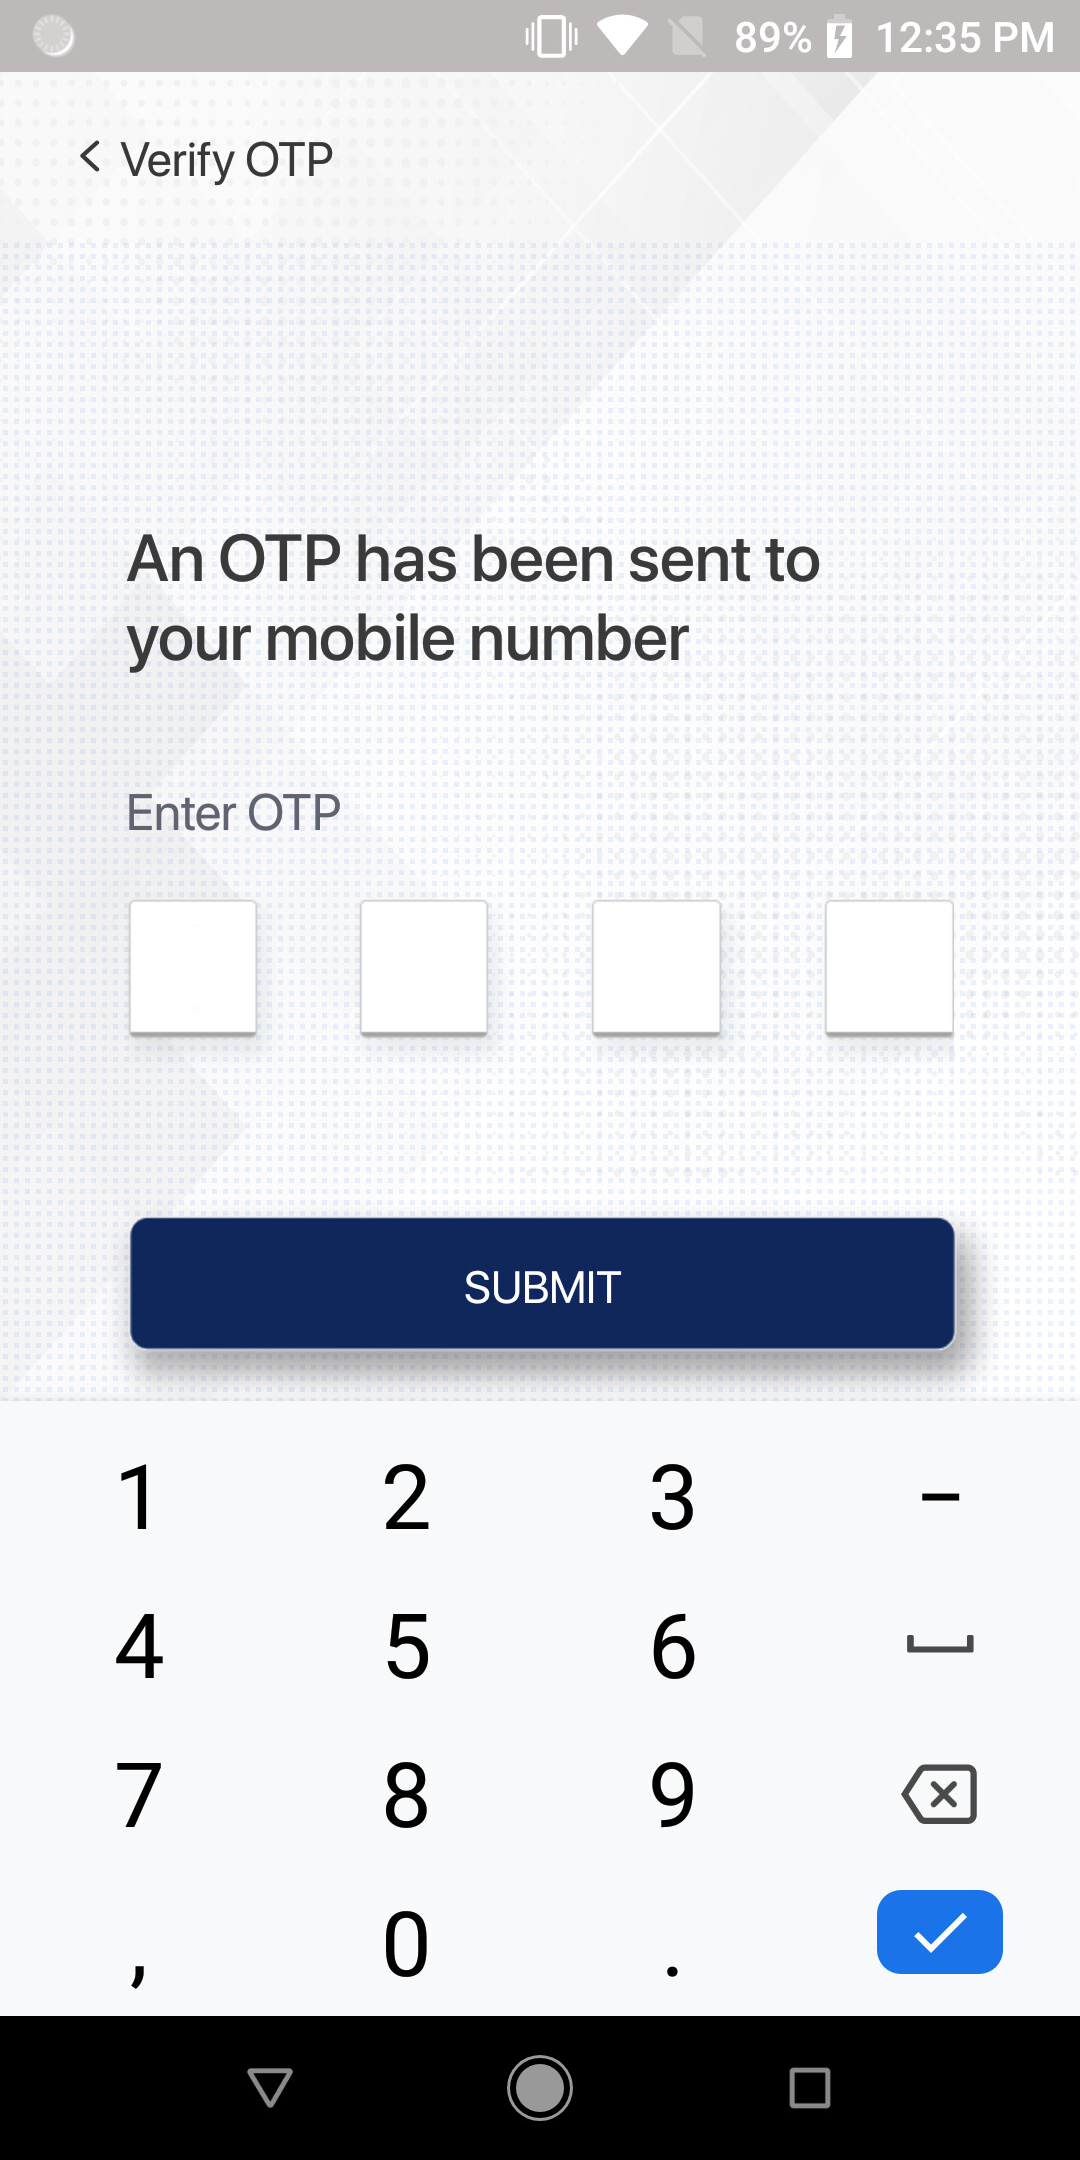 89% 12:35 PM
Verify OTP
An OTP has been sent to
your mobile number
Enter OTP
SUBMIT
1 2 3 –
4 5 6
7 8 9
, 0 .